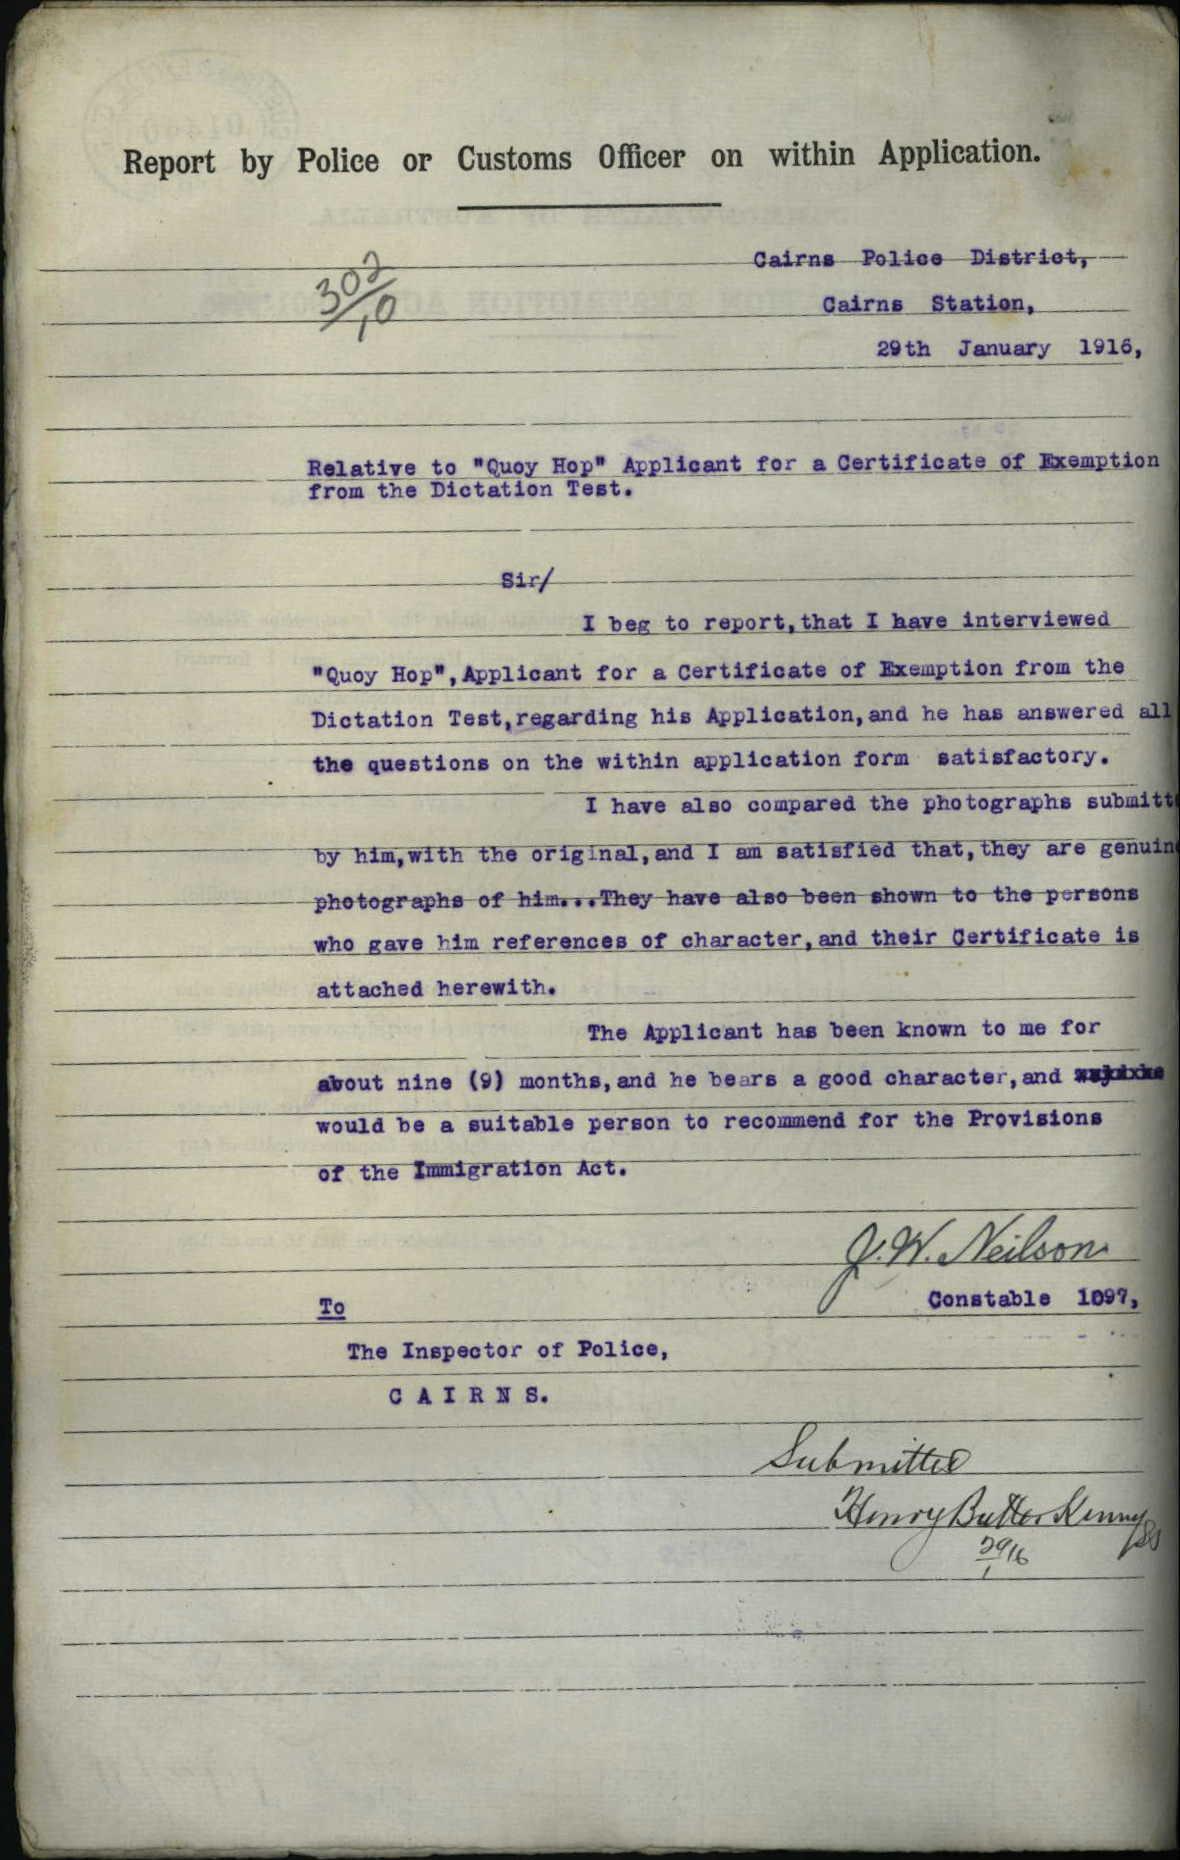 Report by Police or Customs Officer on within Application.
302/10
Cairns Police District,
Cairns Station,
29th January 1916,
Relative to "Quoy Hop" Applicant for a Certificate of Exemption
from the Dictation Test.
Sir/
I beg to report,that I have interviewed
"Quoy Hop",Applicant for a Certificate of Exemption from the
Dictation Test,regarding his Application,and he has answered all
the questions on the within application form satisfactory.
I have also compared the photographs submitte
by him,with the original,and I am satisfied that,they are genuine
photographs of him...They have also been shown to the persons
who gave him references of character,and their Certificate is
attached herewith.
The Applicant has been known to me for
about nine (9) months,and he bears a good character,and
would be a suitable person to recommend for the Provisions
of the Immigration Act.
J. W. Neilson
Constable 1097,
To
The Inspector of Police,
C A I R N S.
Submitted
Henry Butler Kenny
29/1/16